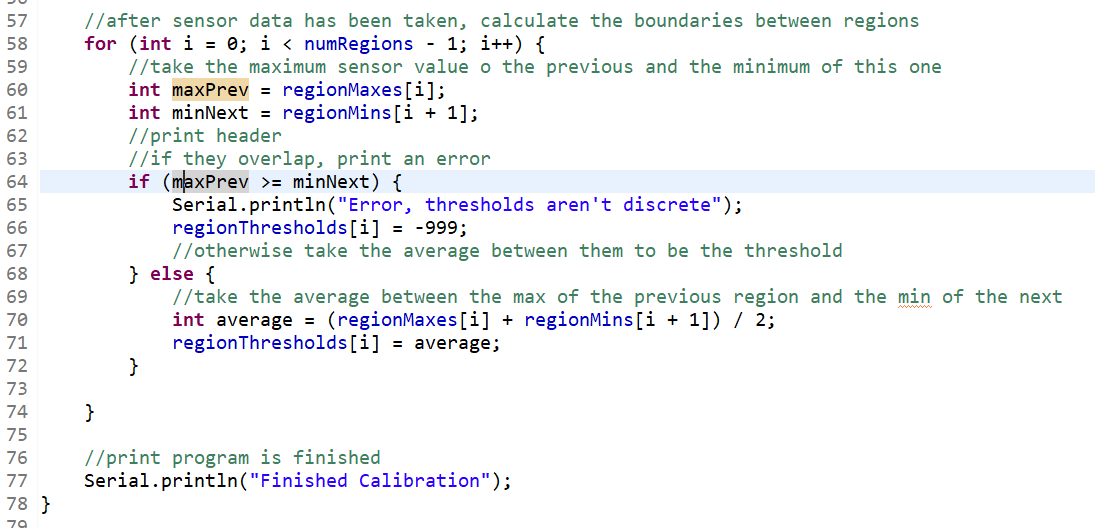 57 //after sensor data has been taken, calculate the boundaries between regions
58 for (int i = 0; i < numRegions - 1; i++) {
59 //take the maximum sensor value o the previous and the minimum of this one
60 int maxPrev = regionMaxes[i];
61 int minNext = regionMins[i + 1];
62 //print header
63 //if they overlap, print an error
64 if (maxPrev >= minNext) {
65 Serial.println("Error, thresholds aren't discrete");
66 regionThresholds[i] = -999;
67 //otherwise take the average between them to be the threshold
68 } else {
69 //take the average between the max of the previous region and the min of the next
70 int average = (regionMaxes[i] + regionMins[i + 1]) / 2;
71 regionThresholds[i] = average;
72 }
73
74 }
75
76 //print program is finished
77 Serial.println("Finished Calibration");
78 }
79